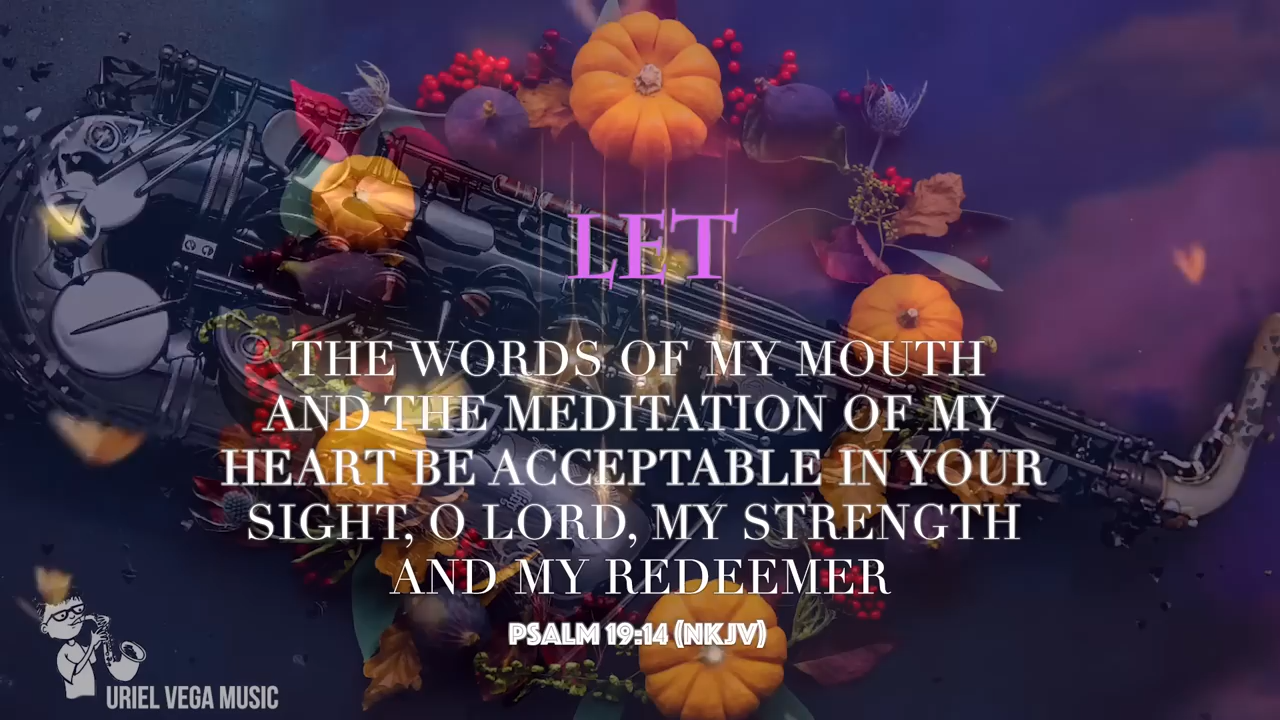 LET
THE WORDS OF MY MOUTH
AND THE MEDITATION OF MY
HEART BE ACCEPTABLE IN YOUR
SIGHT, O LORD, MY STRENGTH
AND MY REDEEMER
PSALM 19:14 (NKJV)
URIEL VEGA MUSIC